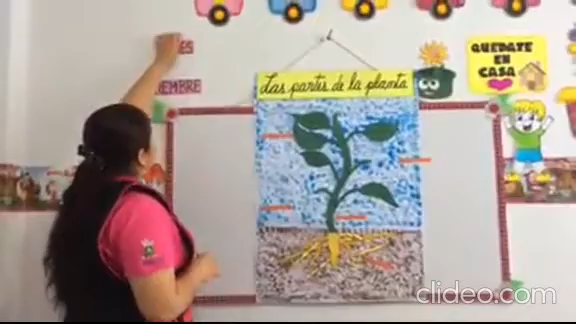 ES
EMBRE
Las partes de la planta
QUEDATE
EN
CASA
clideo.com